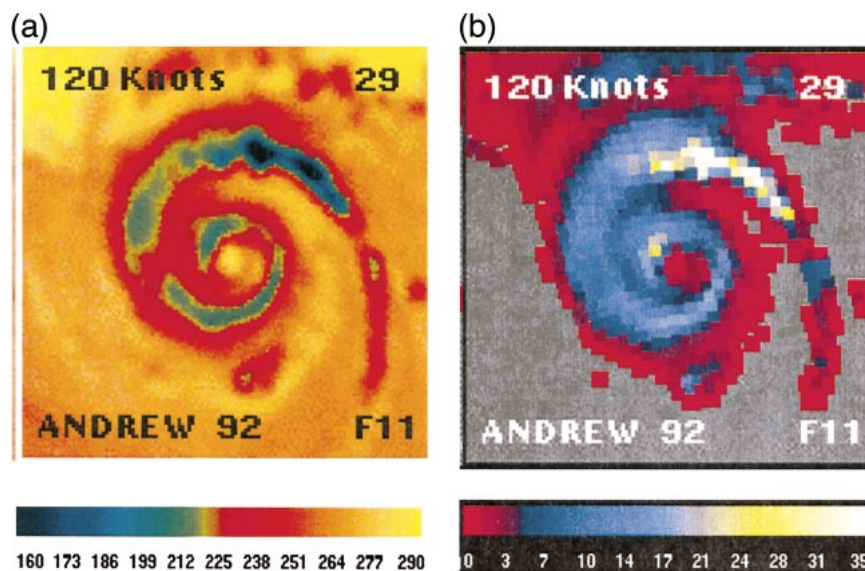 (a)
120 Knots 29
ANDREW 92 F11
160 173 186 199 212 225 238 251 264 277 290
(b)
120 Knots 29
ANDREW 92 F11
0 3 7 10 14 17 21 24 28 31 35